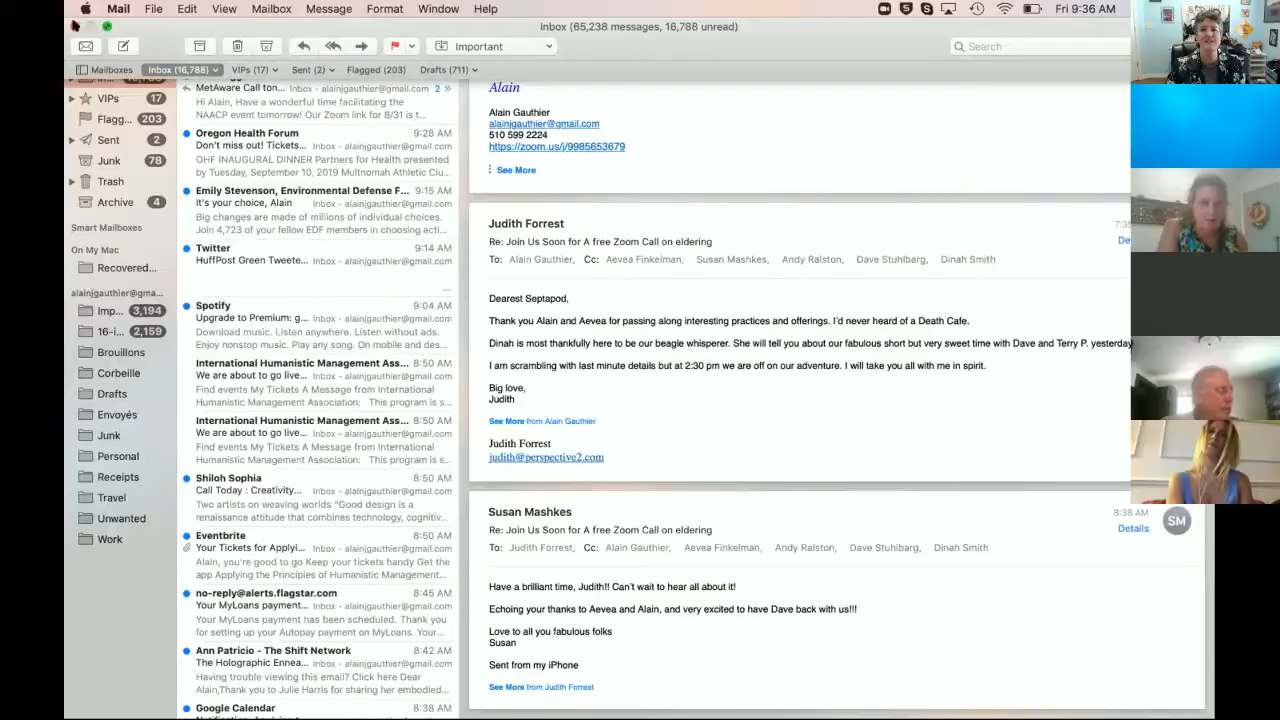 Mail File Edit View Mailbox Message Format Window Help Fri 9:36 AM
Inbox (65,238 messages, 16,788 unread)
Important
Search
Mailboxes Inbox (16,788) VIPs (17) Sent (2) Flagged (203) Drafts (711)
VIPs 17
Flagg... 203
Sent 2
Junk 78
Trash
Archive 4
Smart Mailboxes
On My Mac
Recovered...
alainjgauthier@gma...
Imp... 3,194
16-i... 2,159
Brouillons
Corbeille
Drafts
Envoyés
Junk
Personal
Receipts
Travel
Unwanted
Work
MetAware Call ton... Inbox - alainjgauthier@gmail.com 2 »
Hi Alain, Have a wonderful time facilitating the
NAACP event tomorrow! Our Zoom link for 8/31 is t...
Oregon Health Forum 9:28 AM
Don't miss out! Tickets... Inbox - alainjgauthier@gmail.com
OHF INAUGURAL DINNER Partners for Health presented
by Tuesday, September 10, 2019 Multnomah Athletic Clu...
Emily Stevenson, Environmental Defense F... 9:15 AM
It's your choice, Alain Inbox - alainjgauthier@gmail.com
Big changes are made of millions of individual choices.
Join 4,723 of your fellow EDF members in choosing acti...
Twitter 9:14 AM
HuffPost Green Tweete... Inbox - alainjgauthier@gmail.com
...
Spotify 9:04 AM
Upgrade to Premium: g... Inbox - alainjgauthier@gmail.com
Download music. Listen anywhere. Listen without ads.
Enjoy nonstop music. Play any song. On mobile and des...
International Humanistic Management Ass... 8:50 AM
We are about to go live... Inbox - alainjgauthier@gmail.com
Find events My Tickets A Message from International
Humanistic Management Association: This program is s...
International Humanistic Management Ass... 8:50 AM
We are about to go live... Inbox - alainjgauthier@gmail.com
Find events My Tickets A Message from International
Humanistic Management Association: This program is s...
Shiloh Sophia 8:50 AM
Call Today : Creativity... Inbox - alainjgauthier@gmail.com
Two artists on weaving worlds "Good design is a
renaissance attitude that combines technology, cognitiv...
Eventbrite 8:50 AM
Your Tickets for Applyi... Inbox - alainjgauthier@gmail.com
Alain, you're good to go Keep your tickets handy Get the
app Applying the Principles of Humanistic Management...
no-reply@alerts.flagstar.com 8:45 AM
Your MyLoans payment... Inbox - alainjgauthier@gmail.com
Your MyLoans payment has been scheduled. Thank you
for setting up your Autopay payment on MyLoans. Your...
Ann Patricio - The Shift Network 8:42 AM
The Holographic Ennea... Inbox - alainjgauthier@gmail.com
Having trouble viewing this email? Click here Dear
Alain,Thank you to Julie Harris for sharing her embodied...
Google Calendar 8:38 AM
Alain
Alain Gauthier
alainjgauthier@gmail.com
510 599 2224
https://zoom.us/j/9985653679
See More
Judith Forrest
Re: Join Us Soon for A free Zoom Call on eldering
To: Alain Gauthier, Cc: Aevea Finkelman, Susan Mashkes, Andy Ralston, Dave Stuhlbarg, Dinah Smith
Dearest Septapod,
Thank you Alain and Aevea for passing along interesting practices and offerings. I'd never heard of a Death Cafe.
Dinah is most thankfully here to be our beagle whisperer. She will tell you about our fabulous short but very sweet time with Dave and Terry P. yesterday
I am scrambling with last minute details but at 2:30 pm we are off on our adventure. I will take you all with me in spirit.
Big love,
Judith
See More from Alain Gauthier
Judith Forrest
judith@perspective2.com
Susan Mashkes 8:38 AM
Re: Join Us Soon for A free Zoom Call on eldering Details SM
To: Judith Forrest, Cc: Alain Gauthier, Aevea Finkelman, Andy Ralston, Dave Stuhlbarg, Dinah Smith
Have a brilliant time, Judith!! Can't wait to hear all about it!
Echoing your thanks to Aevea and Alain, and very excited to have Dave back with us!!!
Love to all you fabulous folks
Susan
Sent from my iPhone
See More from Judith Forrest